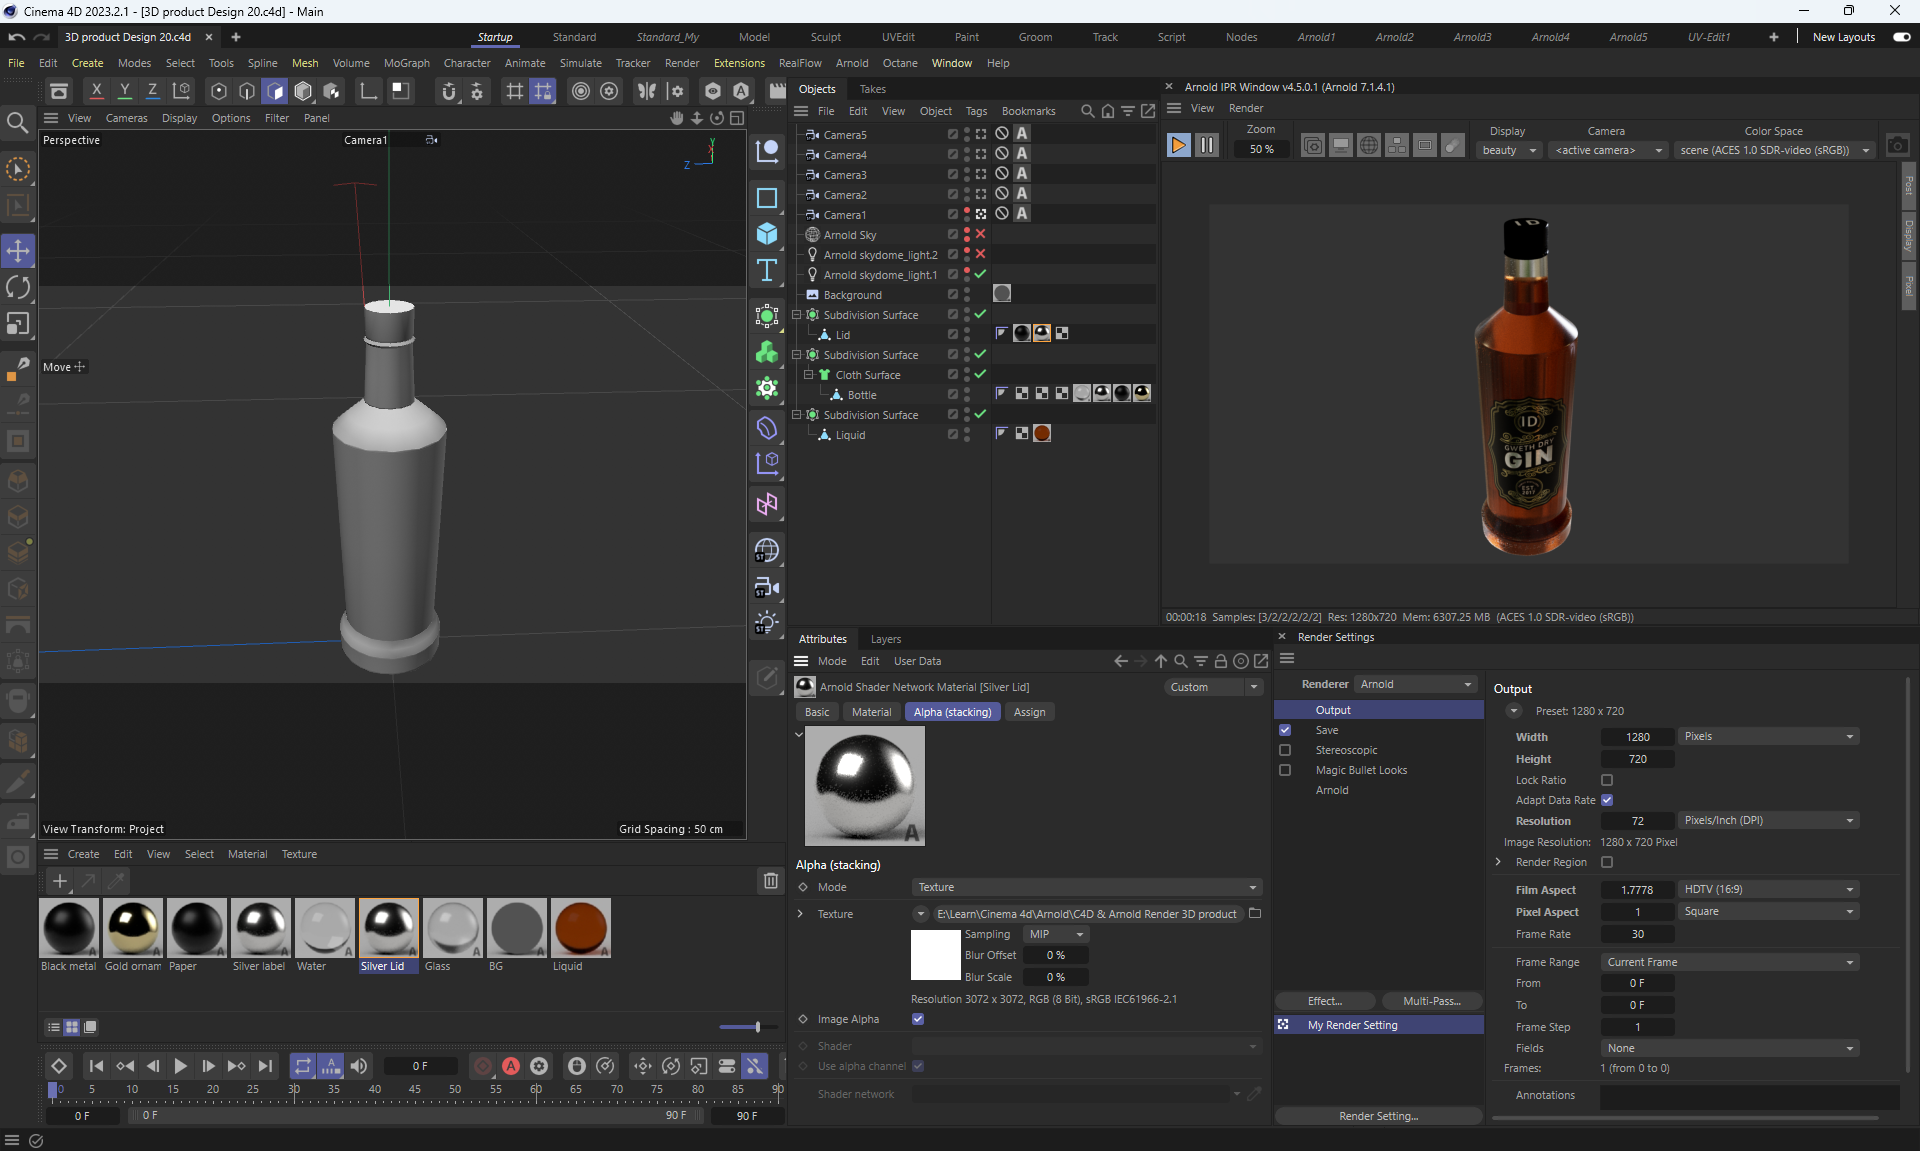 Cinema 4D 2023.2.1 - [3D product Design 20.c4d] - Main
3D product Design 20.c4d
Startup Standard Standard_My Model Sculpt UVEdit Paint Groom Track Script Nodes Arnold1 Arnold2 Arnold3 Arnold4 Arnold5 UV-Edit1 New Layouts
File Edit Create Modes Select Tools Spline Mesh Volume MoGraph Character Animate Simulate Tracker Render Extensions RealFlow Arnold Octane Window Help
X Y Z
View Cameras Display Options Filter Panel
Perspective
Camera1
Y
Z
Move
View Transform: Project
Grid Spacing : 50 cm
Objects Takes
File Edit View Object Tags Bookmarks
Camera5
Camera4
Camera3
Camera2
Camera1
Arnold Sky
Arnold skydome_light.2
Arnold skydome_light.1
Background
Subdivision Surface
Lid
Subdivision Surface
Cloth Surface
Bottle
Subdivision Surface
Liquid
Arnold IPR Window v4.5.0.1 (Arnold 7.1.4.1)
View Render
Zoom
50 %
Display
beauty
Camera
<active camera>
Color Space
scene (ACES 1.0 SDR-video (sRGB))
Post
Display
Pixel
ID
ID
GWETH DRY
GIN
EST.
2017
00:00:18 Samples: [3/2/2/2/2/2] Res: 1280x720 Mem: 6307.25 MB (ACES 1.0 SDR-video (sRGB))
Attributes Layers
Mode Edit User Data
Arnold Shader Network Material [Silver Lid]
Custom
Basic Material Alpha (stacking) Assign
Alpha (stacking)
Mode Texture
Texture E:\Learn\Cinema 4d\Arnold\C4D & Arnold Render 3D product
Sampling MIP
Blur Offset 0 %
Blur Scale 0 %
Resolution 3072 x 3072, RGB (8 Bit), sRGB IEC61966-2.1
Image Alpha
Shader
Use alpha channel
Shader network
Render Settings
Renderer Arnold
Output
Save
Stereoscopic
Magic Bullet Looks
Arnold
Effect... Multi-Pass...
My Render Setting
Render Setting...
Output
Preset: 1280 x 720
Width 1280 Pixels
Height 720
Lock Ratio
Adapt Data Rate
Resolution 72 Pixels/Inch (DPI)
Image Resolution: 1280 x 720 Pixel
Render Region
Film Aspect 1.7778 HDTV (16:9)
Pixel Aspect 1 Square
Frame Rate 30
Frame Range Current Frame
From 0 F
To 0 F
Frame Step 1
Fields None
Frames: 1 (from 0 to 0)
Annotations
Create Edit View Select Material Texture
Black metal Gold ornam Paper Silver label Water Silver Lid Glass BG Liquid
0 F
0 5 10 15 20 25 30 35 40 45 50 55 60 65 70 75 80 85 90
0 F 0 F 90 F 90 F